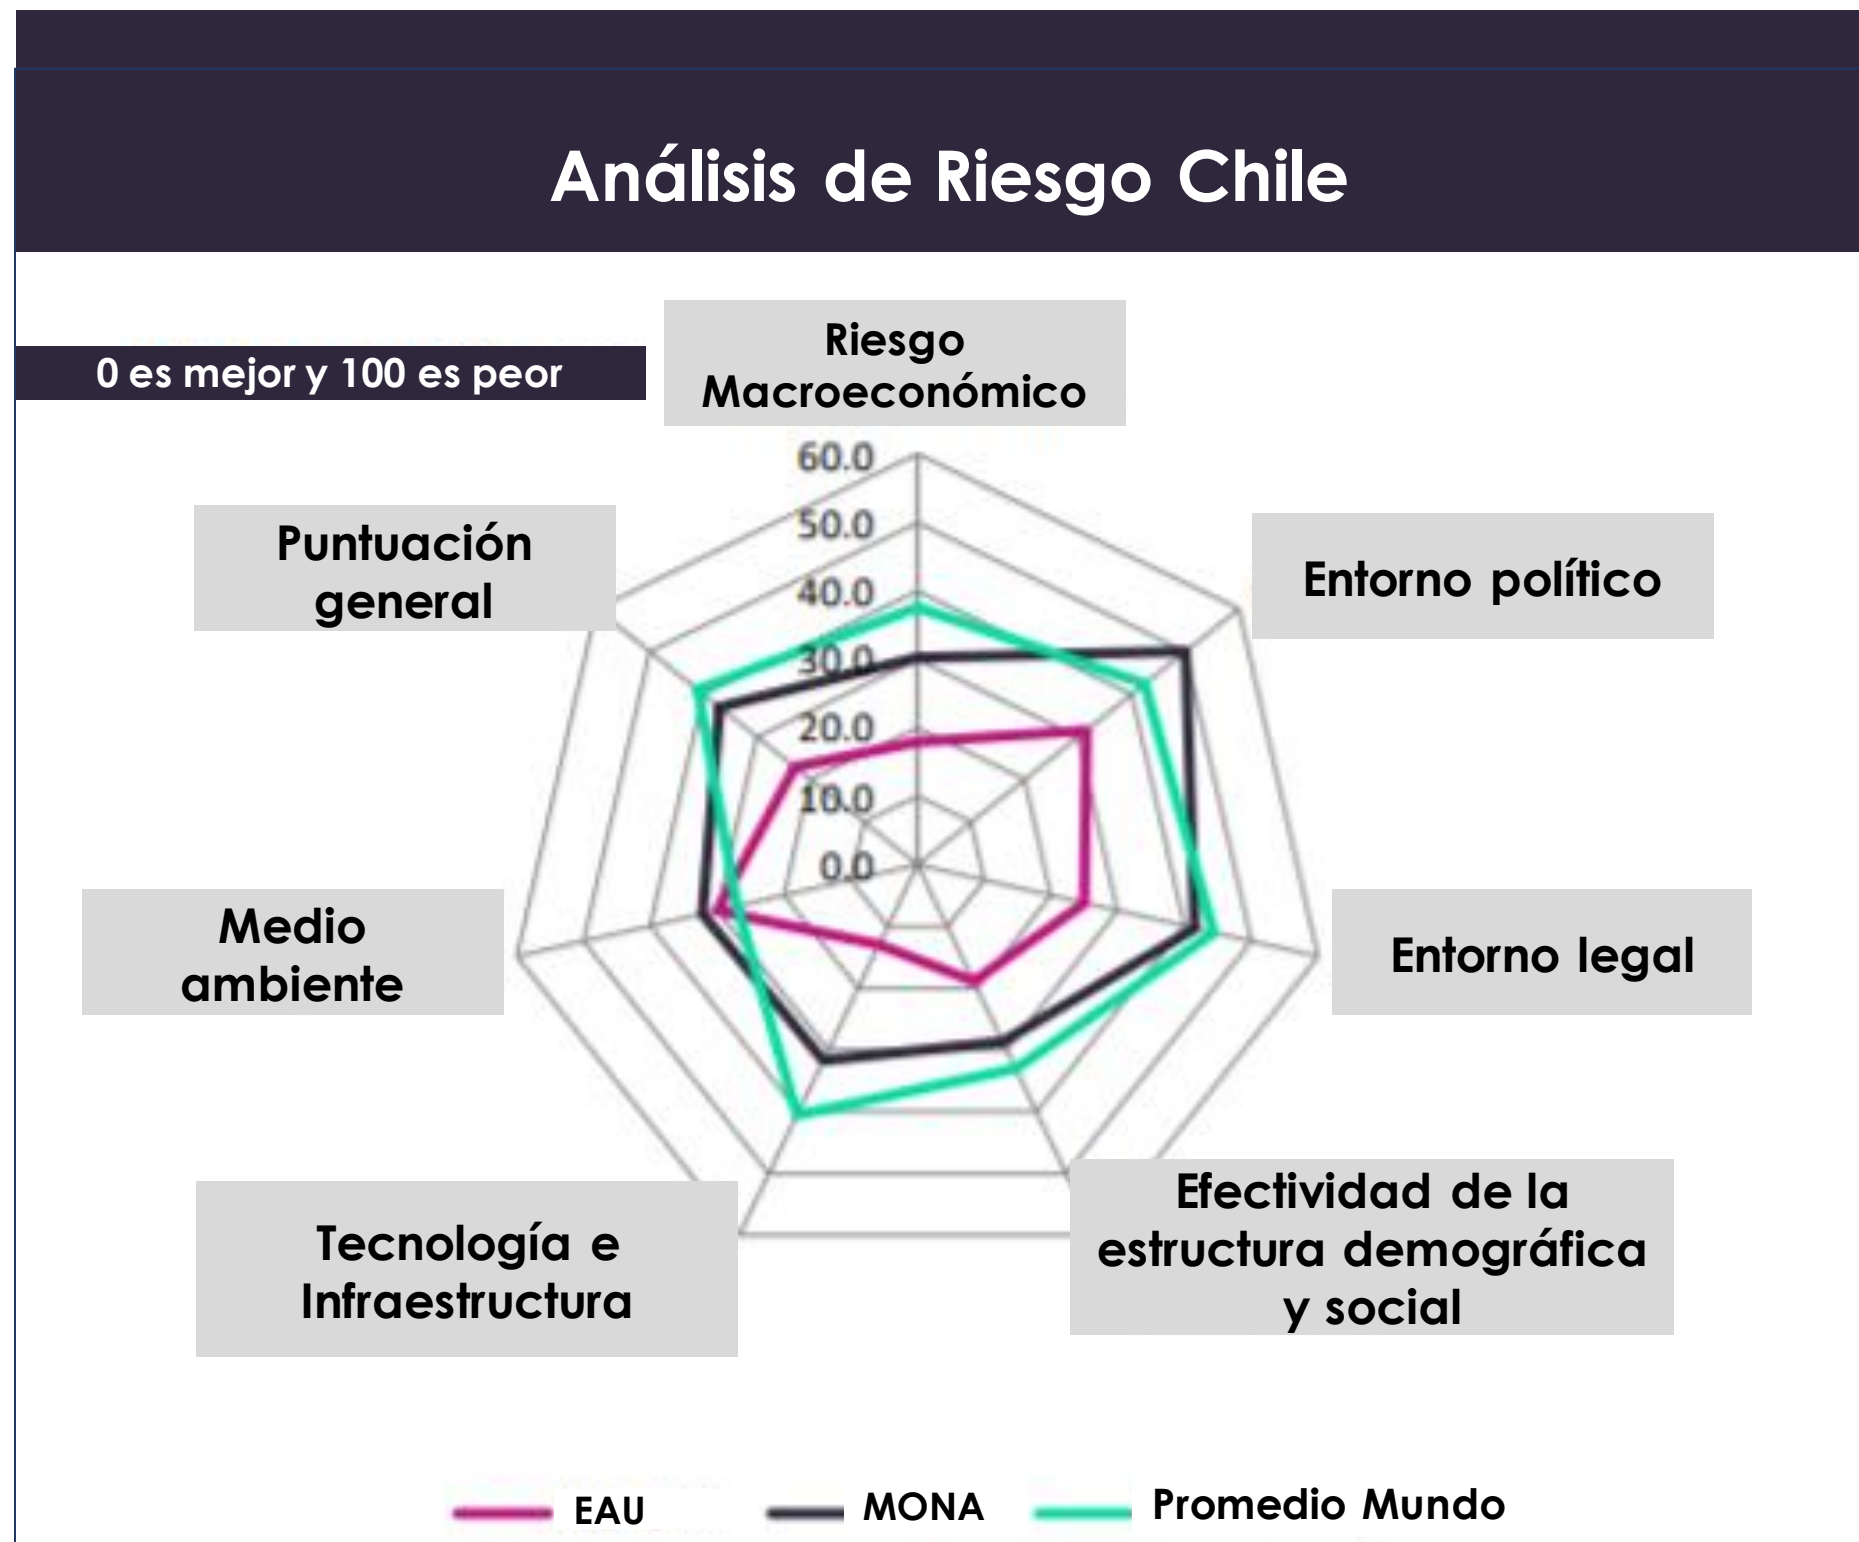 Análisis de Riesgo Chile
0 es mejor y 100 es peor
Riesgo
Macroeconómico
60.0
50.0
40.0
30.0
20.0
10.0
0.0
Puntuación
general
Entorno político
Medio
ambiente
Entorno legal
Tecnología e
Infraestructura
Efectividad de la
estructura demográfica
y social
EAU
MONA
Promedio Mundo